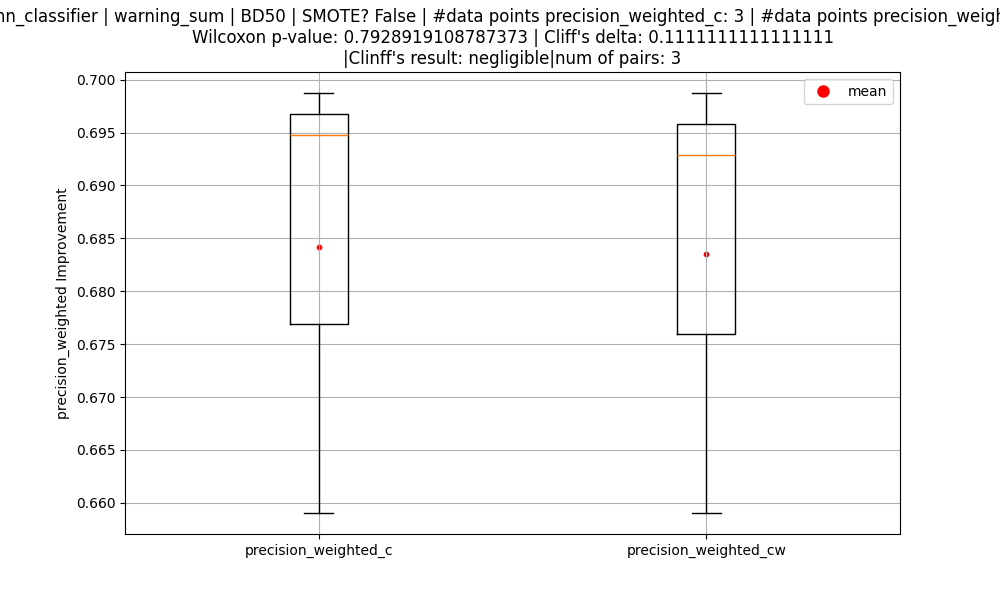 nn_classifier | warning_sum | BD50 | SMOTE? False | #data points precision_weighted_c: 3 | #data points precision_weigh
Wilcoxon p-value: 0.7928919108787373 | Cliff's delta: 0.1111111111111111
|Clinff's result: negligible|num of pairs: 3
mean
0.700
0.695
0.690
0.685
0.680
0.675
0.670
0.665
0.660
precision_weighted Improvement
precision_weighted_c
precision_weighted_cw